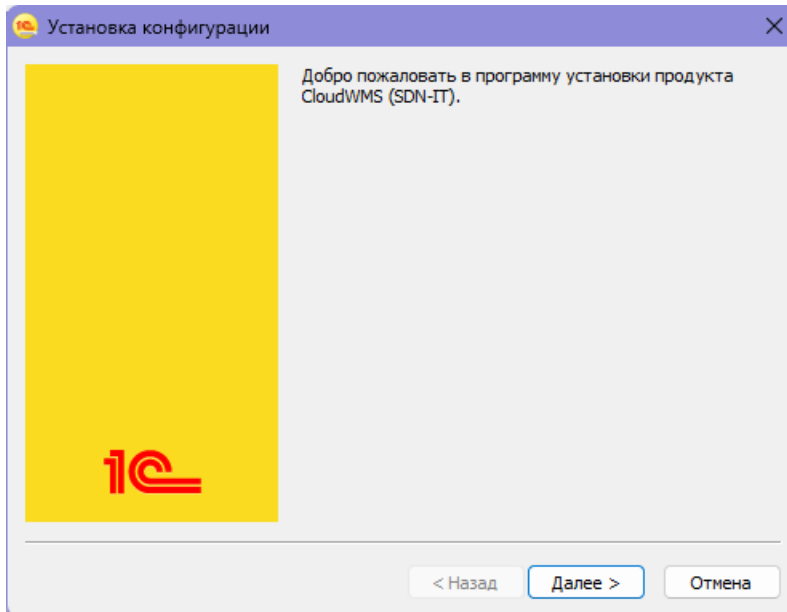 Установка конфигурации
Добро пожаловать в программу установки продукта
CloudWMS (SDN-IT).
1С
< Назад
Далее >
Отмена